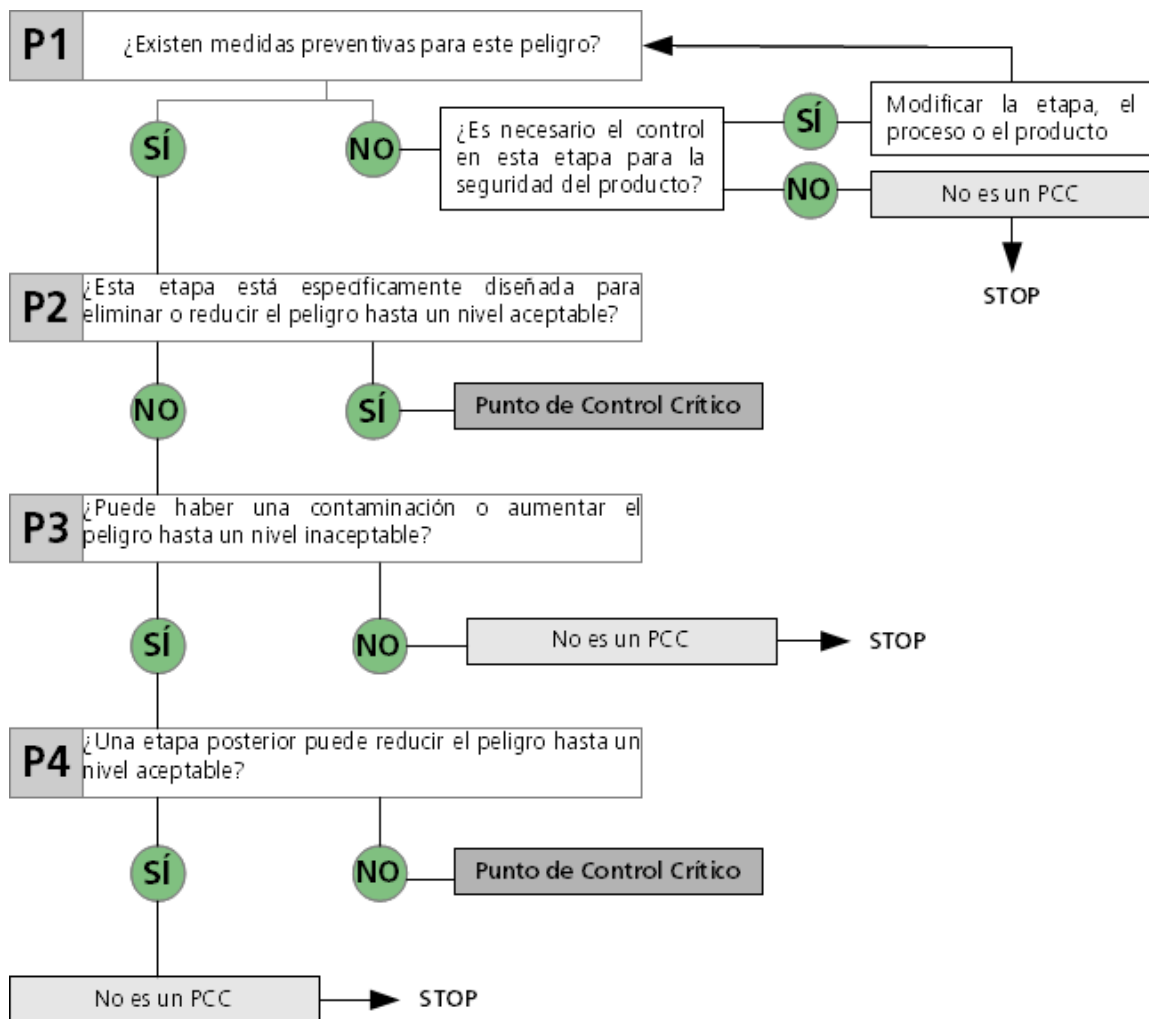 P1
¿Existen medidas preventivas para este peligro?
SÍ
NO
¿Es necesario el control
en esta etapa para la
seguridad del producto?
SÍ
Modificar la etapa, el
proceso o el producto
NO
No es un PCC
STOP
P2
¿Esta etapa está específicamente diseñada para
eliminar o reducir el peligro hasta un nivel aceptable?
NO
SÍ
Punto de Control Crítico
P3
¿Puede haber una contaminación o aumentar el
peligro hasta un nivel inaceptable?
SÍ
NO
No es un PCC
STOP
P4
¿Una etapa posterior puede reducir el peligro hasta un
nivel aceptable?
SÍ
NO
Punto de Control Crítico
No es un PCC
STOP